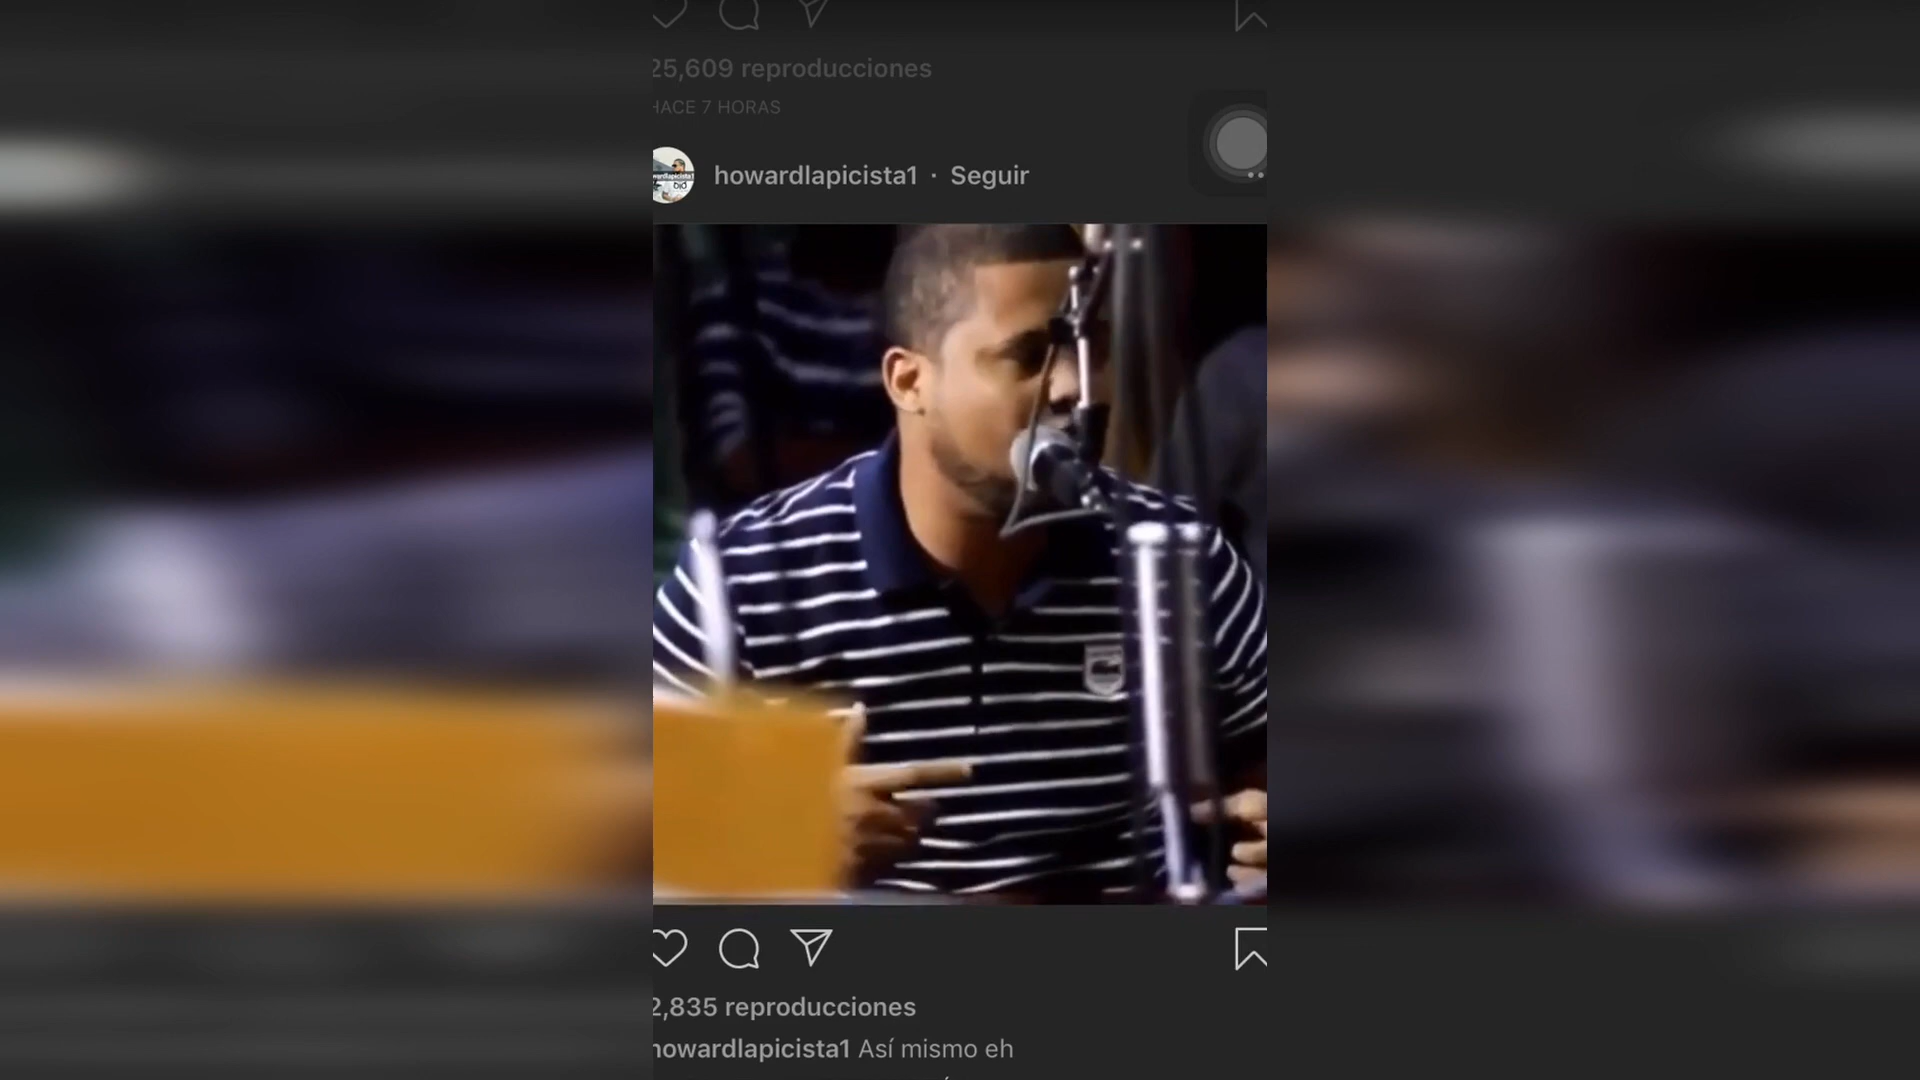 25,609 reproducciones
HACE 7 HORAS
howardlapicista1 · Seguir
2,835 reproducciones
howardlapicista1 Así mismo eh